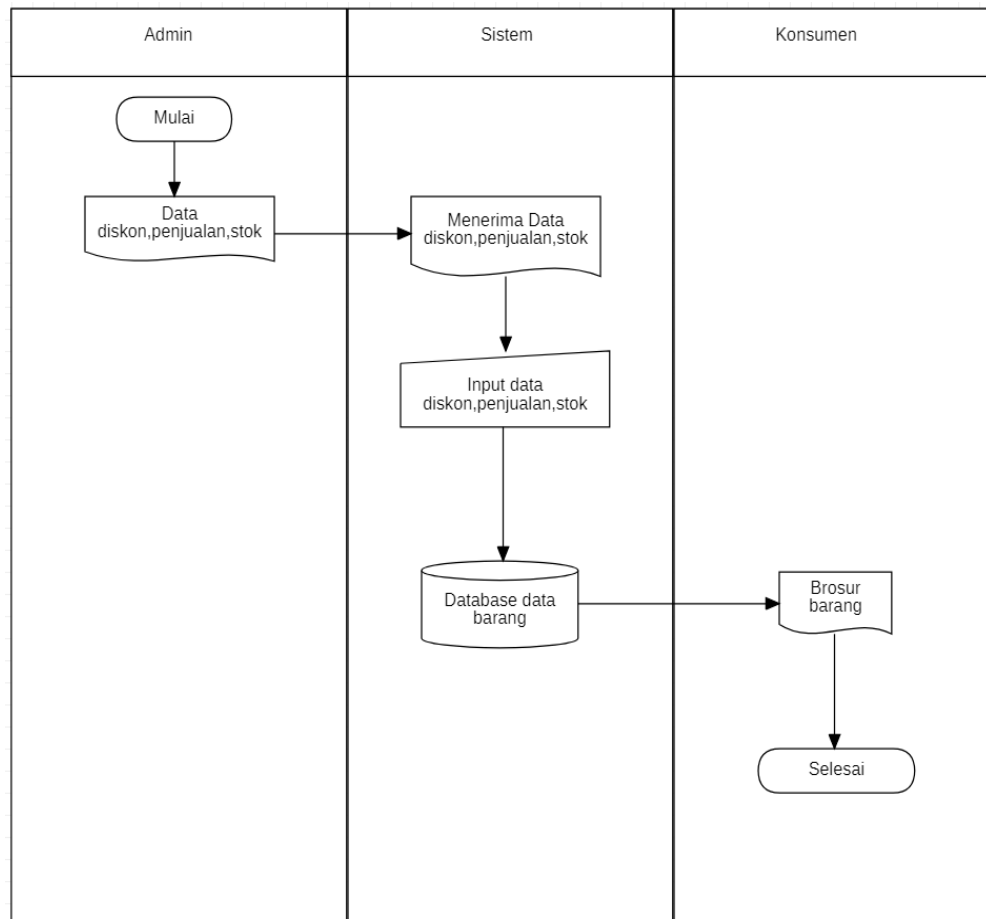 Admin
Sistem
Konsumen
Mulai
Data
diskon,penjualan,stok
Menerima Data
diskon,penjualan,stok
Input data
diskon,penjualan,stok
Database data
barang
Brosur
barang
Selesai